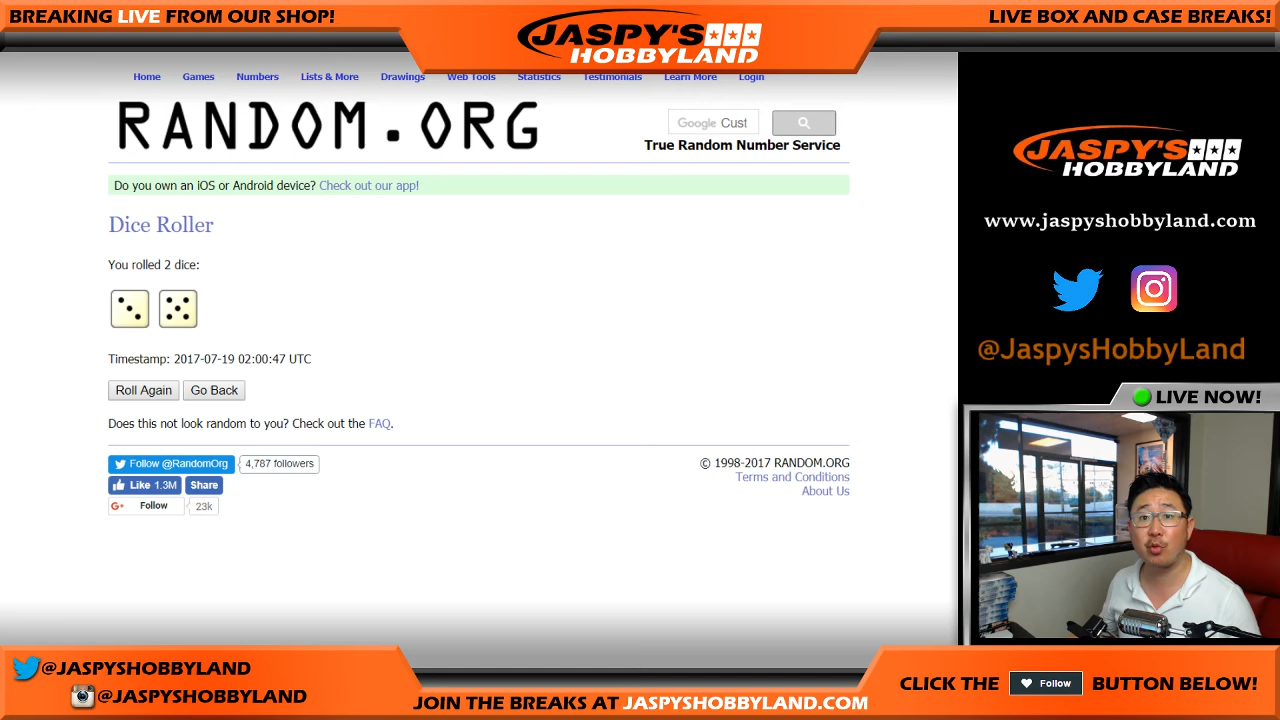 BREAKING LIVE FROM OUR SHOP!
JASPY'S
HOBBYLAND
LIVE BOX AND CASE BREAKS!
Home Games Numbers Lists & More Drawings Web Tools Statistics Testimonials Learn More Login
RANDOM.ORG
Google Cust
True Random Number Service
Do you own an iOS or Android device? Check out our app!
Dice Roller
You rolled 2 dice:
Timestamp: 2017-07-19 02:00:47 UTC
Roll Again Go Back
Does this not look random to you? Check out the FAQ.
Follow @RandomOrg 4,787 followers
Like 1.3M Share
G+ Follow 23k
© 1998-2017 RANDOM.ORG
Terms and Conditions
About Us
JASPY'S
HOBBYLAND
www.jaspyshobbyland.com
@JaspysHobbyLand
LIVE NOW!
@JASPYSHOBBYLAND
@JASPYSHOBBYLAND
JOIN THE BREAKS AT JASPYSHOBBYLAND.COM
CLICK THE Follow BUTTON BELOW!